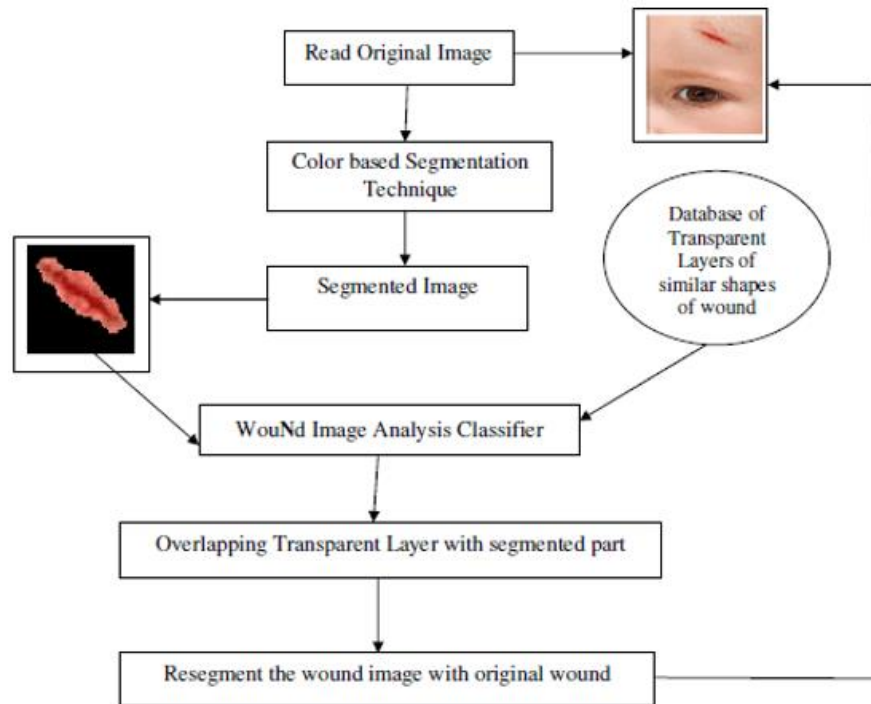 Read Original Image
Color based Segmentation
Technique
Database of
Transparent
Layers of
similar shapes
of wound
Segmented Image
WouNd Image Analysis Classifier
Overlapping Transparent Layer with segmented part
Resegment the wound image with original wound